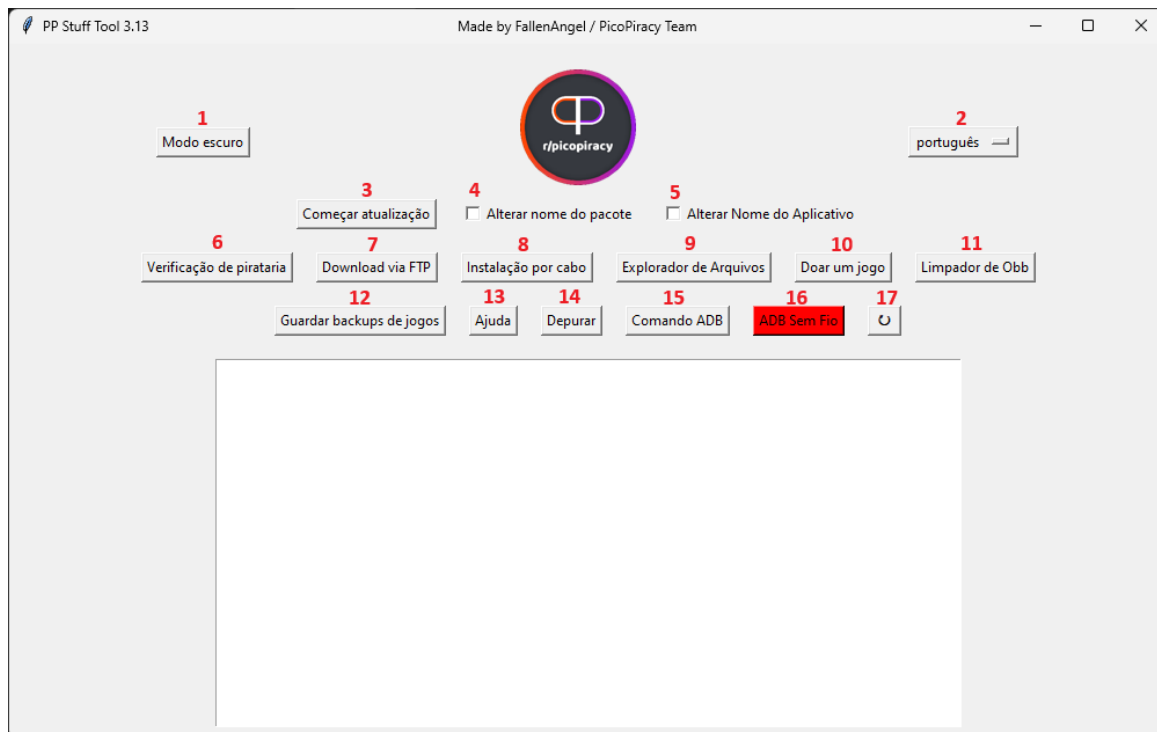 PP Stuff Tool 3.13 Made by FallenAngel / PicoPiracy Team
r/picopiracy
1 2
Modo escuro português
3 4 5
Começar atualização Alterar nome do pacote Alterar Nome do Aplicativo
6 7 8 9 10 11
Verificação de pirataria Download via FTP Instalação por cabo Explorador de Arquivos Doar um jogo Limpador de Obb
12 13 14 15 16 17
Guardar backups de jogos Ajuda Depurar Comando ADB ADB Sem Fio ↻